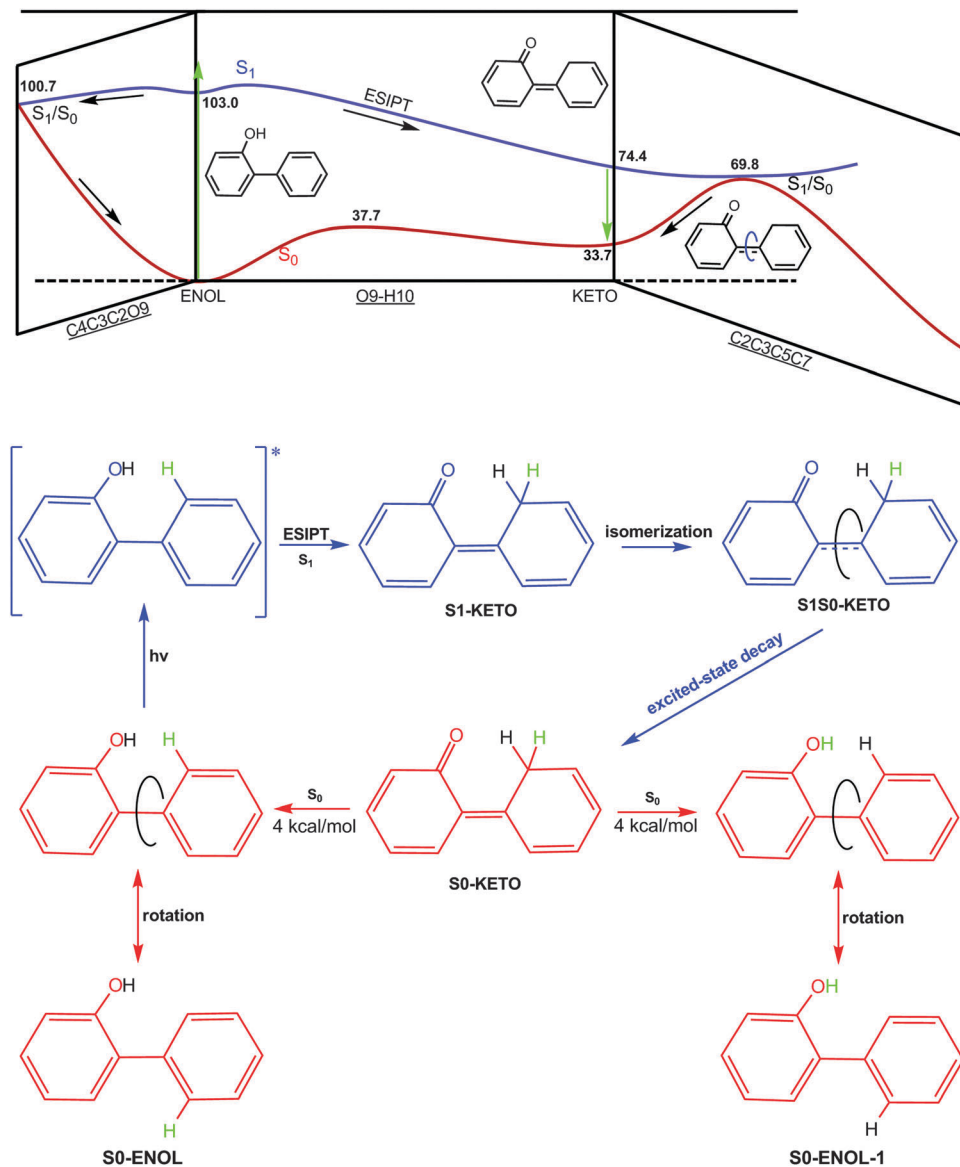 O
100.7
S1
S1/S0
103.0
ESIPT
OH
74.4
69.8
S1/S0
37.7
O
S0
33.7
ENOL
O9-H10
KETO
C4C3C2O9
C2C3C5C7
OH H *
O H H
O H H
ESIPT
S1
isomerization
S1-KETO
S1S0-KETO
hv
excited-state decay
OH H
O H H
OH H
S0
4 kcal/mol
S0
4 kcal/mol
S0-KETO
rotation
rotation
OH
OH
H
H
S0-ENOL
S0-ENOL-1